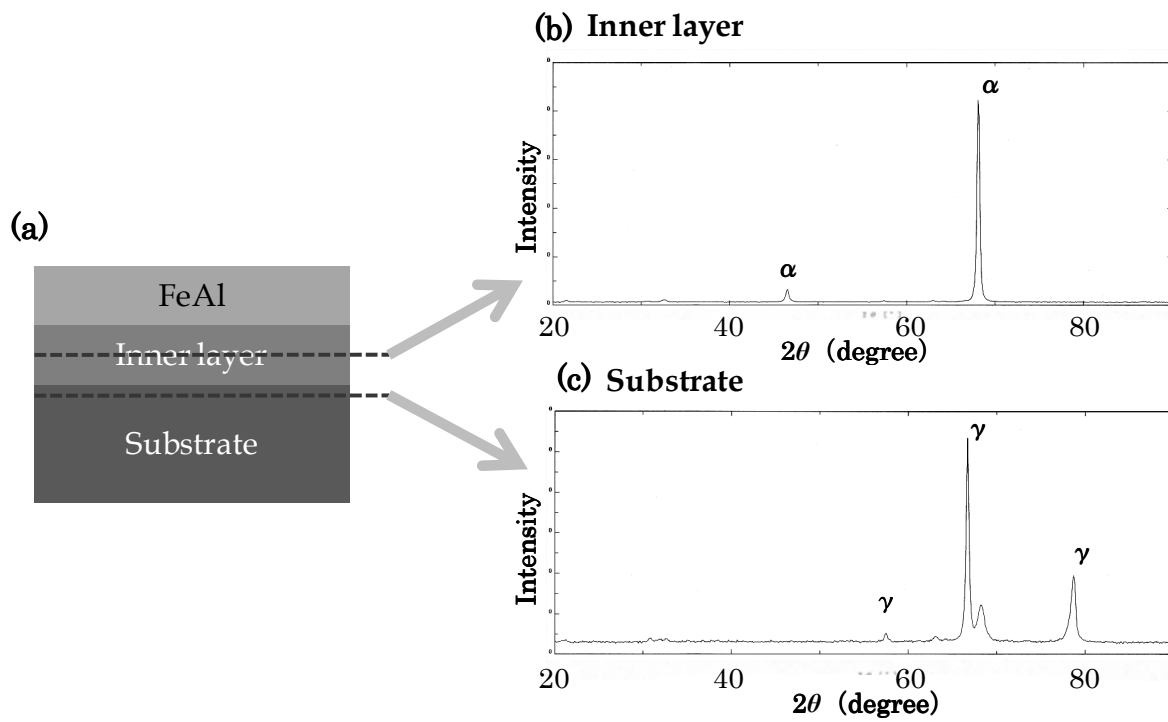 (a)
FeAl
Inner layer
Substrate
(b) Inner layer
α
α
Intensity
20 40 60 80
2θ (degree)
(c) Substrate
γ
γ
γ
Intensity
20 40 60 80
2θ (degree)